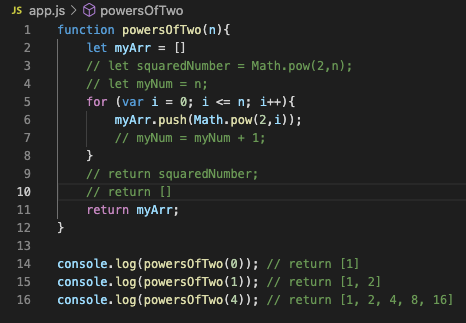 JS app.js > powersOfTwo
1 function powersOfTwo(n){
2 let myArr = []
3 // let squaredNumber = Math.pow(2,n);
4 // let myNum = n;
5 for (var i = 0; i <= n; i++){
6 myArr.push(Math.pow(2,i));
7 // myNum = myNum + 1;
8 }
9 // return squaredNumber;
10 // return []
11 return myArr;
12 }
13
14 console.log(powersOfTwo(0)); // return [1]
15 console.log(powersOfTwo(1)); // return [1, 2]
16 console.log(powersOfTwo(4)); // return [1, 2, 4, 8, 16]